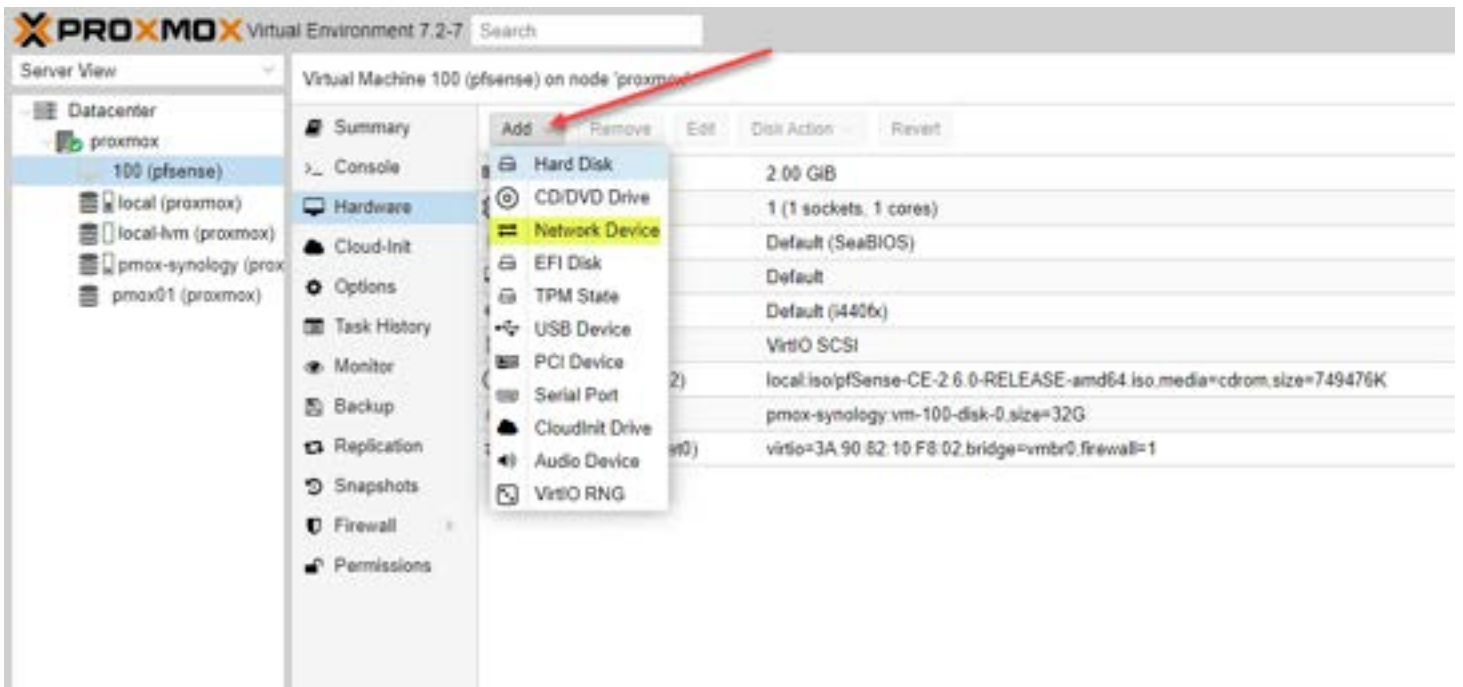 PROXMOX Virtual Environment 7.2-7 Search
Server View
Virtual Machine 100 (pfsense) on node 'proxmox'
Datacenter
proxmox
100 (pfsense)
local (proxmox)
local-lvm (proxmox)
pmox-synology (prox
pmox01 (proxmox)
Summary
Console
Hardware
Cloud-Init
Options
Task History
Monitor
Backup
Replication
Snapshots
Firewall
Permissions
Add Remove Edit Disk Action Revert
Hard Disk
CD/DVD Drive
Network Device
EFI Disk
TPM State
USB Device
PCI Device
Serial Port
CloudInit Drive
Audio Device
VirtIO RNG
2.00 GiB
1 (1 sockets, 1 cores)
Default (SeaBIOS)
Default
Default (i440fx)
VirtIO SCSI
2) local:iso/pfSense-CE-2.6.0-RELEASE-amd64.iso,media=cdrom,size=749476K
pmox-synology:vm-100-disk-0,size=32G
et0) virtio=3A:90:82:10:F8:02,bridge=vmbr0,firewall=1